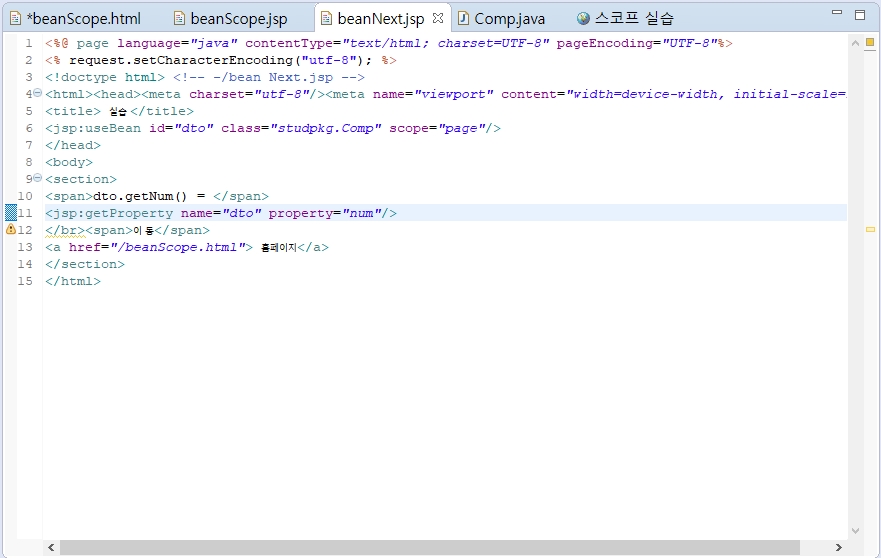 *beanScope.html beanScope.jsp beanNext.jsp Comp.java 스코프 실습
1 <%@ page language="java" contentType="text/html; charset=UTF-8" pageEncoding="UTF-8"%>
2 <% request.setCharacterEncoding("utf-8"); %>
3 <!doctype html> <!-- ~/bean Next.jsp -->
4 <html><head><meta charset="utf-8"/><meta name="viewport" content="width=device-width, initial-scale=
5 <title> 실습</title>
6 <jsp:useBean id="dto" class="studpkg.Comp" scope="page"/>
7 </head>
8 <body>
9 <section>
10 <span>dto.getNum() = </span>
11 <jsp:getProperty name="dto" property="num"/>
12 </br><span>이동</span>
13 <a href="/beanScope.html"> 홈페이지</a>
14 </section>
15 </html>